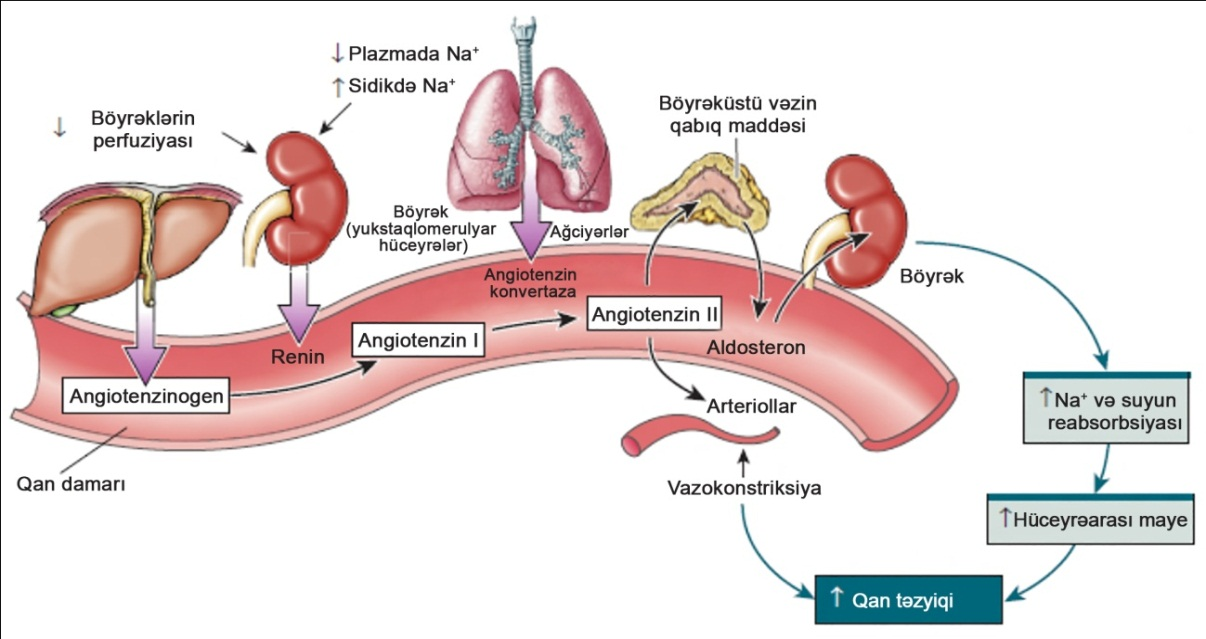 ↓ Plazmada Na⁺
↑ Sidikdə Na⁺
↓ Böyrəklərin
perfuziyası
Böyrəküstü vəzin
qabıq maddəsi
Böyrək
(yukstaqlomerulyar
hüceyrələr)
Ağciyərlər
Angiotenzin
konvertaza
Böyrək
Angiotenzinogen
Renin
Angiotenzin I
Angiotenzin II
Aldosteron
Arteriollar
Qan damarı
Vazokonstriksiya
↑Na⁺ və suyun
reabsorbsiyası
↑Hüceyrəarası maye
↑ Qan təzyiqi